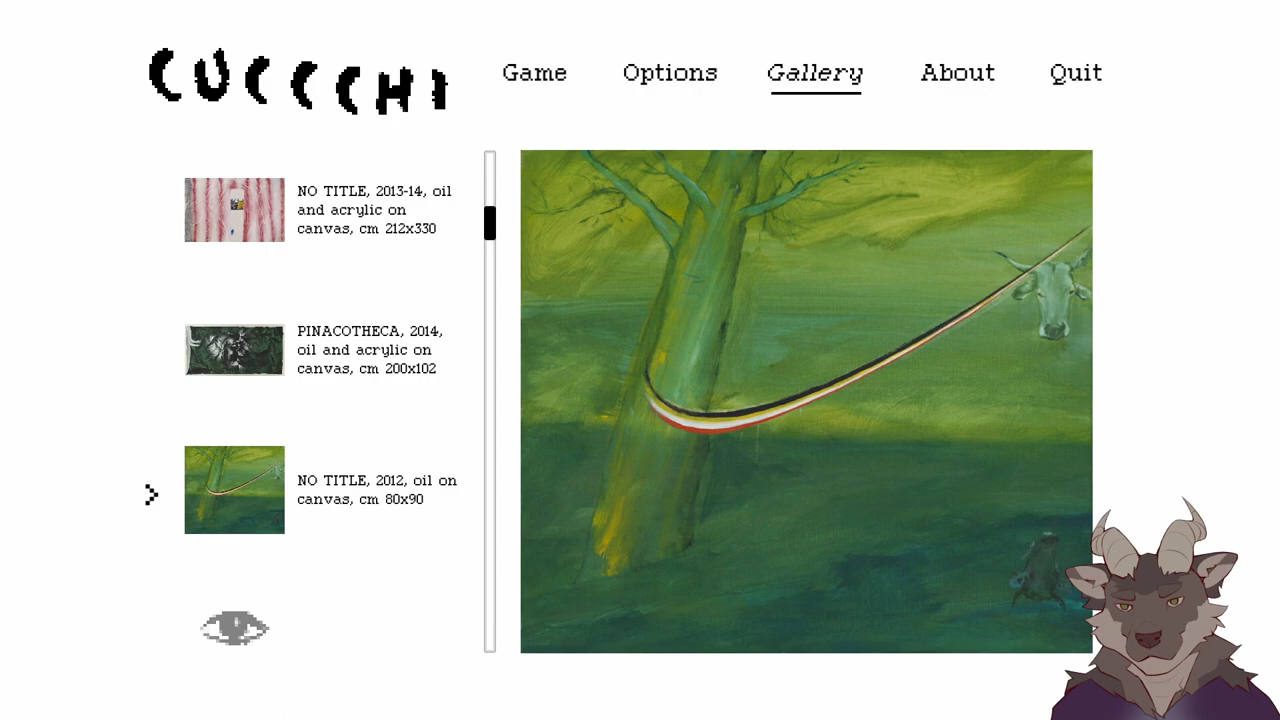 CUCCCHI
Game Options Gallery About Quit
NO TITLE, 2013-14, oil
and acrylic on
canvas, cm 212x330
PINACOTHECA, 2014,
oil and acrylic on
canvas, cm 200x102
> NO TITLE, 2012, oil on
canvas, cm 80x90